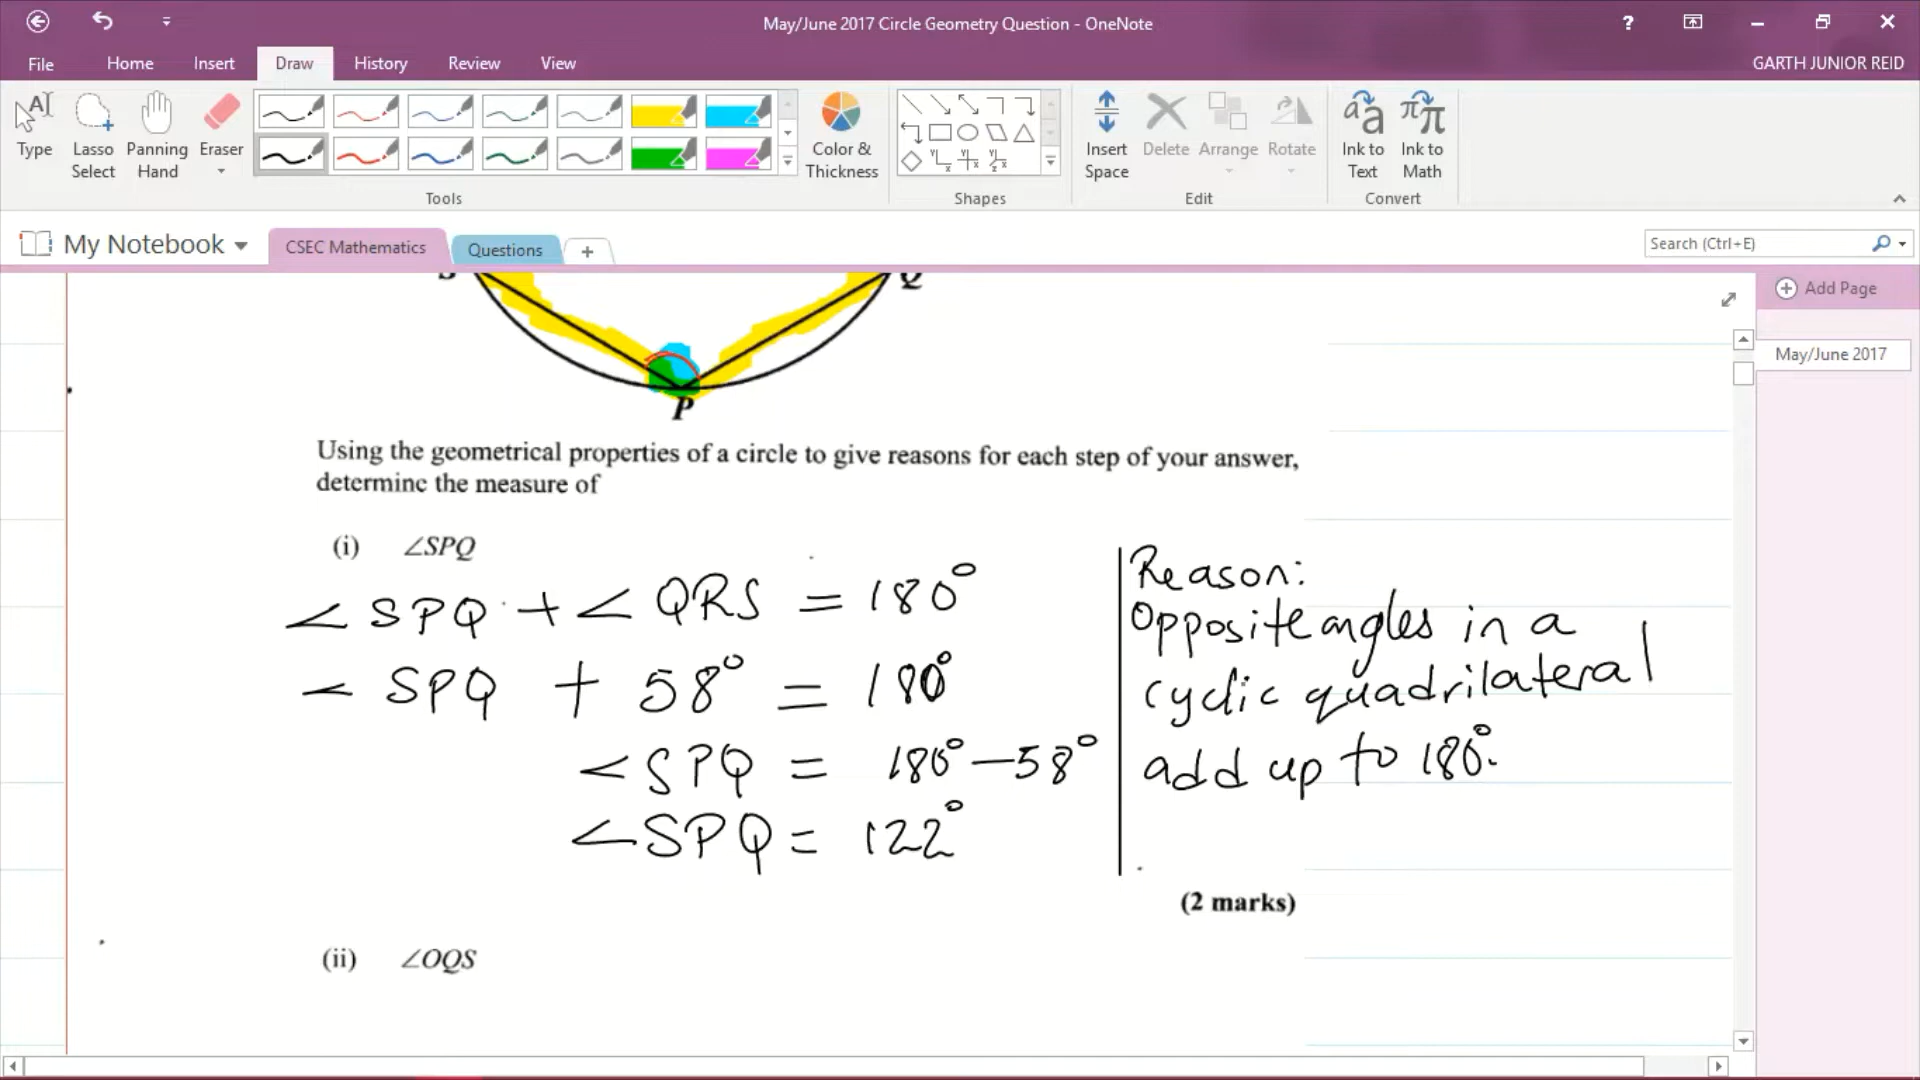 May/June 2017 Circle Geometry Question - OneNote
?
File
Home
Insert
Draw
History
Review
View
GARTH JUNIOR REID
Type
Lasso Select
Panning Hand
Eraser
Color & Thickness
Insert Space
Delete
Arrange
Rotate
Ink to Text
Ink to Math
Tools
Shapes
Edit
Convert
My Notebook
CSEC Mathematics
Questions
+
Search (Ctrl+E)
Add Page
May/June 2017
Q
P
Using the geometrical properties of a circle to give reasons for each step of your answer,
determine the measure of
(i) ∠SPQ
< SPQ + < QRS = 180°
< SPQ + 58° = 180°
< SPQ = 180° - 58°
< SPQ = 122°
Reason:
Opposite angles in a
cyclic quadrilateral
add up to 180°.
(2 marks)
(ii) ∠OQS